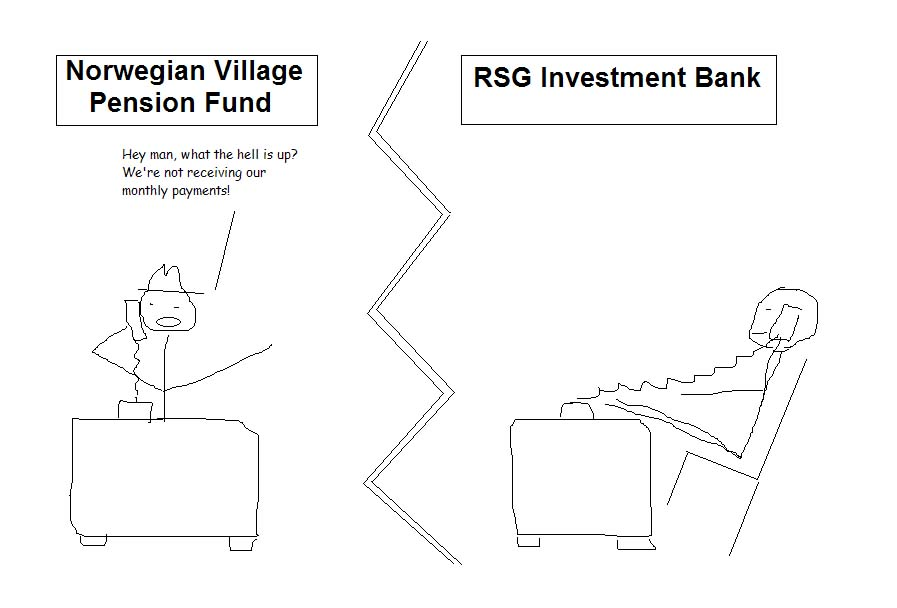 Norwegian Village
Pension Fund
RSG Investment Bank
Hey man, what the hell is up?
We're not receiving our
monthly payments!